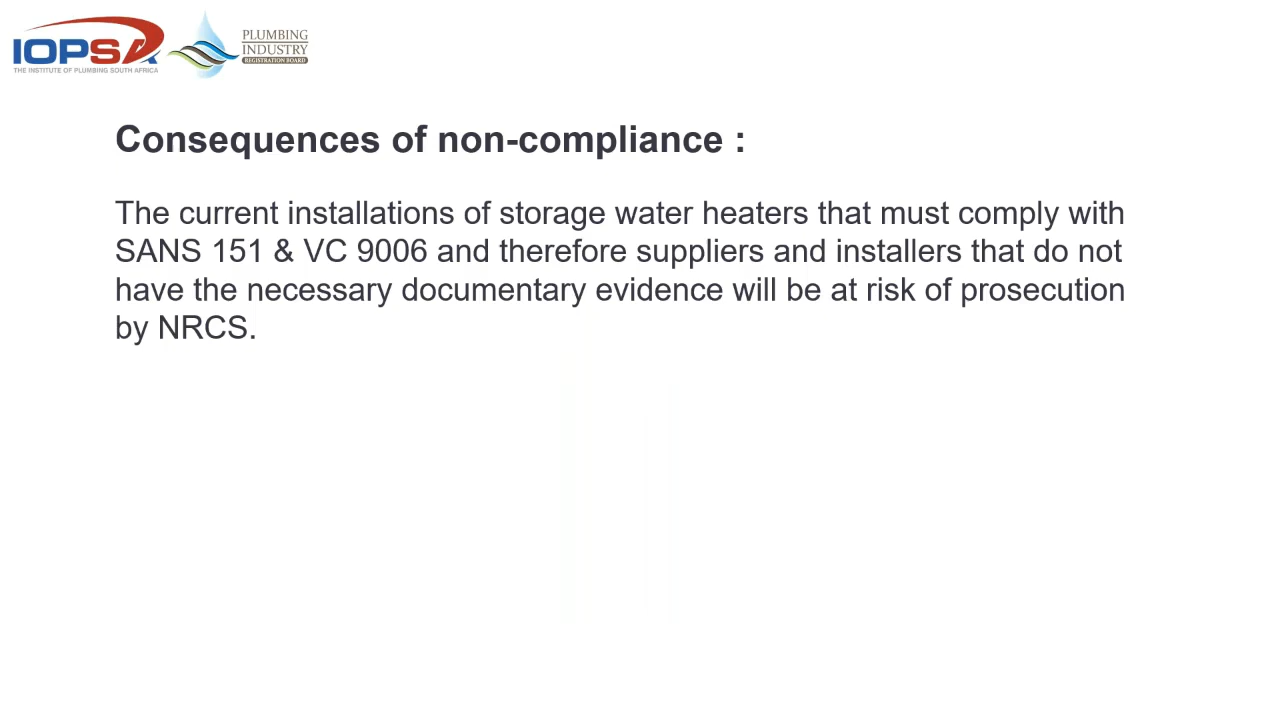 IOPSA
THE INSTITUTE OF PLUMBING SOUTH AFRICA
PLUMBING
INDUSTRY
REGISTRATION BOARD
Consequences of non-compliance :
The current installations of storage water heaters that must comply with
SANS 151 & VC 9006 and therefore suppliers and installers that do not
have the necessary documentary evidence will be at risk of prosecution
by NRCS.